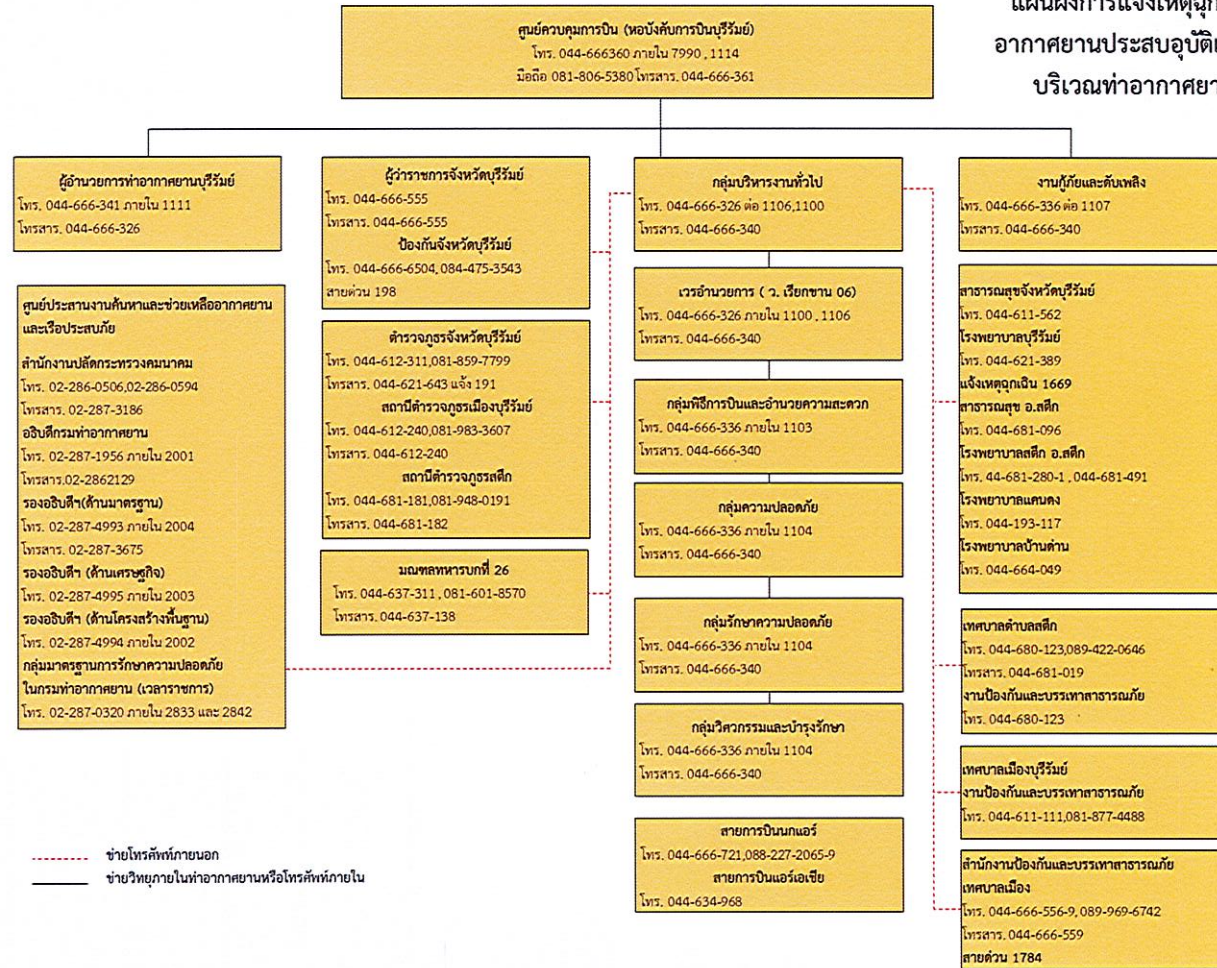 แผนผังการแจ้งเหตุฉุก
อากาศยานประสบอุบัติเ
บริเวณท่าอากาศยา
ศูนย์ควบคุมการบิน (หอบังคับการบินบุรีรัมย์)
โทร. 044-666360 ภายใน 7990 , 1114
มือถือ 081-806-5380 โทรสาร. 044-666-361
ผู้อำนวยการท่าอากาศยานบุรีรัมย์
โทร. 044-666-341 ภายใน 1111
โทรสาร. 044-666-326
ศูนย์ประสานงานค้นหาและช่วยเหลืออากาศยาน
และเรือประสบภัย
สำนักงานปลัดกระทรวงคมนาคม
โทร. 02-286-0506,02-286-0594
โทรสาร. 02-287-3186
อธิบดีกรมท่าอากาศยาน
โทร. 02-287-1956 ภายใน 2001
โทรสาร.02-2862129
รองอธิบดีฯ(ด้านมาตรฐาน)
โทร. 02-287-4993 ภายใน 2004
โทรสาร. 02-287-3675
รองอธิบดีฯ (ด้านเศรษฐกิจ)
โทร. 02-287-4995 ภายใน 2003
รองอธิบดีฯ (ด้านโครงสร้างพื้นฐาน)
โทร. 02-287-4994 ภายใน 2002
กลุ่มมาตรฐานการรักษาความปลอดภัย
ในกรมท่าอากาศยาน (เวลาราชการ)
โทร. 02-287-0320 ภายใน 2833 และ 2842
ผู้ว่าราชการจังหวัดบุรีรัมย์
โทร. 044-666-555
โทรสาร. 044-666-555
ป้องกันจังหวัดบุรีรัมย์
โทร. 044-666-6504, 084-475-3543
สายด่วน 198
ตำรวจภูธรจังหวัดบุรีรัมย์
โทร. 044-612-311,081-859-7799
โทรสาร. 044-621-643 แจ้ง 191
สถานีตำรวจภูธรเมืองบุรีรัมย์
โทร. 044-612-240,081-983-3607
โทรสาร. 044-612-240
สถานีตำรวจภูธรสตึก
โทร. 044-681-181,081-948-0191
โทรสาร. 044-681-182
มณฑลทหารบกที่ 26
โทร. 044-637-311 , 081-601-8570
โทรสาร. 044-637-138
กลุ่มบริหารงานทั่วไป
โทร. 044-666-326 ต่อ 1106,1100
โทรสาร. 044-666-340
เวรอำนวยการ ( ว. เรียกขาน 06)
โทร. 044-666-326 ภายใน 1100 , 1106
โทรสาร. 044-666-340
กลุ่มพิธีการบินและอำนวยความสะดวก
โทร. 044-666-336 ภายใน 1103
โทรสาร. 044-666-340
กลุ่มความปลอดภัย
โทร. 044-666-336 ภายใน 1104
โทรสาร. 044-666-340
กลุ่มรักษาความปลอดภัย
โทร. 044-666-336 ภายใน 1104
โทรสาร. 044-666-340
กลุ่มวิศวกรรมและบำรุงรักษา
โทร. 044-666-336 ภายใน 1104
โทรสาร. 044-666-340
สายการบินนกแอร์
โทร. 044-666-721,088-227-2065-9
สายการบินแอร์เอเชีย
โทร. 044-634-968
งานกู้ภัยและดับเพลิง
โทร. 044-666-336 ต่อ 1107
โทรสาร. 044-666-340
สาธารณสุขจังหวัดบุรีรัมย์
โทร. 044-611-562
โรงพยาบาลบุรีรัมย์
โทร. 044-621-389
แจ้งเหตุฉุกเฉิน 1669
สาธารณสุข อ.สตึก
โทร. 044-681-096
โรงพยาบาลสตึก อ.สตึก
โทร. 44-681-280-1 , 044-681-491
โรงพยาบาลแคนดง
โทร. 044-193-117
โรงพยาบาลบ้านด่าน
โทร. 044-664-049
เทศบาลตำบลสตึก
โทร. 044-680-123,089-422-0646
โทรสาร. 044-681-019
งานป้องกันและบรรเทาสาธารณภัย
โทร. 044-680-123
เทศบาลเมืองบุรีรัมย์
งานป้องกันและบรรเทาสาธารณภัย
โทร. 044-611-111,081-877-4488
สำนักงานป้องกันและบรรเทาสาธารณภัย
เทศบาลเมือง
โทร. 044-666-556-9, 089-969-6742
โทรสาร. 044-666-559
สายด่วน 1784
ข่ายโทรศัพท์ภายนอก
ข่ายวิทยุภายในท่าอากาศยานหรือโทรศัพท์ภายใน